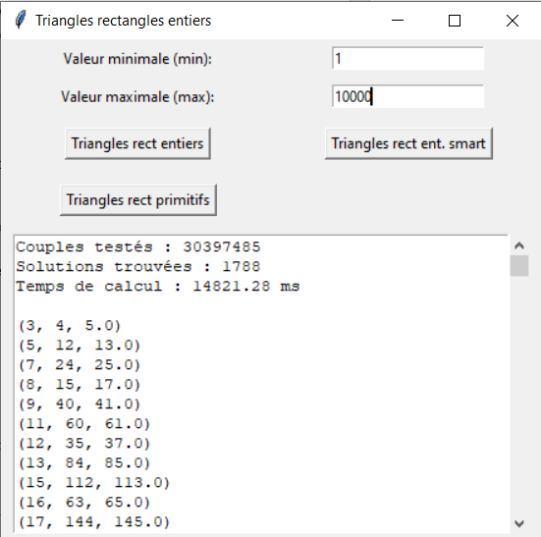 Triangles rectangles entiers
Valeur minimale (min): 1
Valeur maximale (max): 10000
Triangles rect entiers Triangles rect ent. smart
Triangles rect primitifs
Couples testés : 30397485
Solutions trouvées : 1788
Temps de calcul : 14821.28 ms
(3, 4, 5.0)
(5, 12, 13.0)
(7, 24, 25.0)
(8, 15, 17.0)
(9, 40, 41.0)
(11, 60, 61.0)
(12, 35, 37.0)
(13, 84, 85.0)
(15, 112, 113.0)
(16, 63, 65.0)
(17, 144, 145.0)